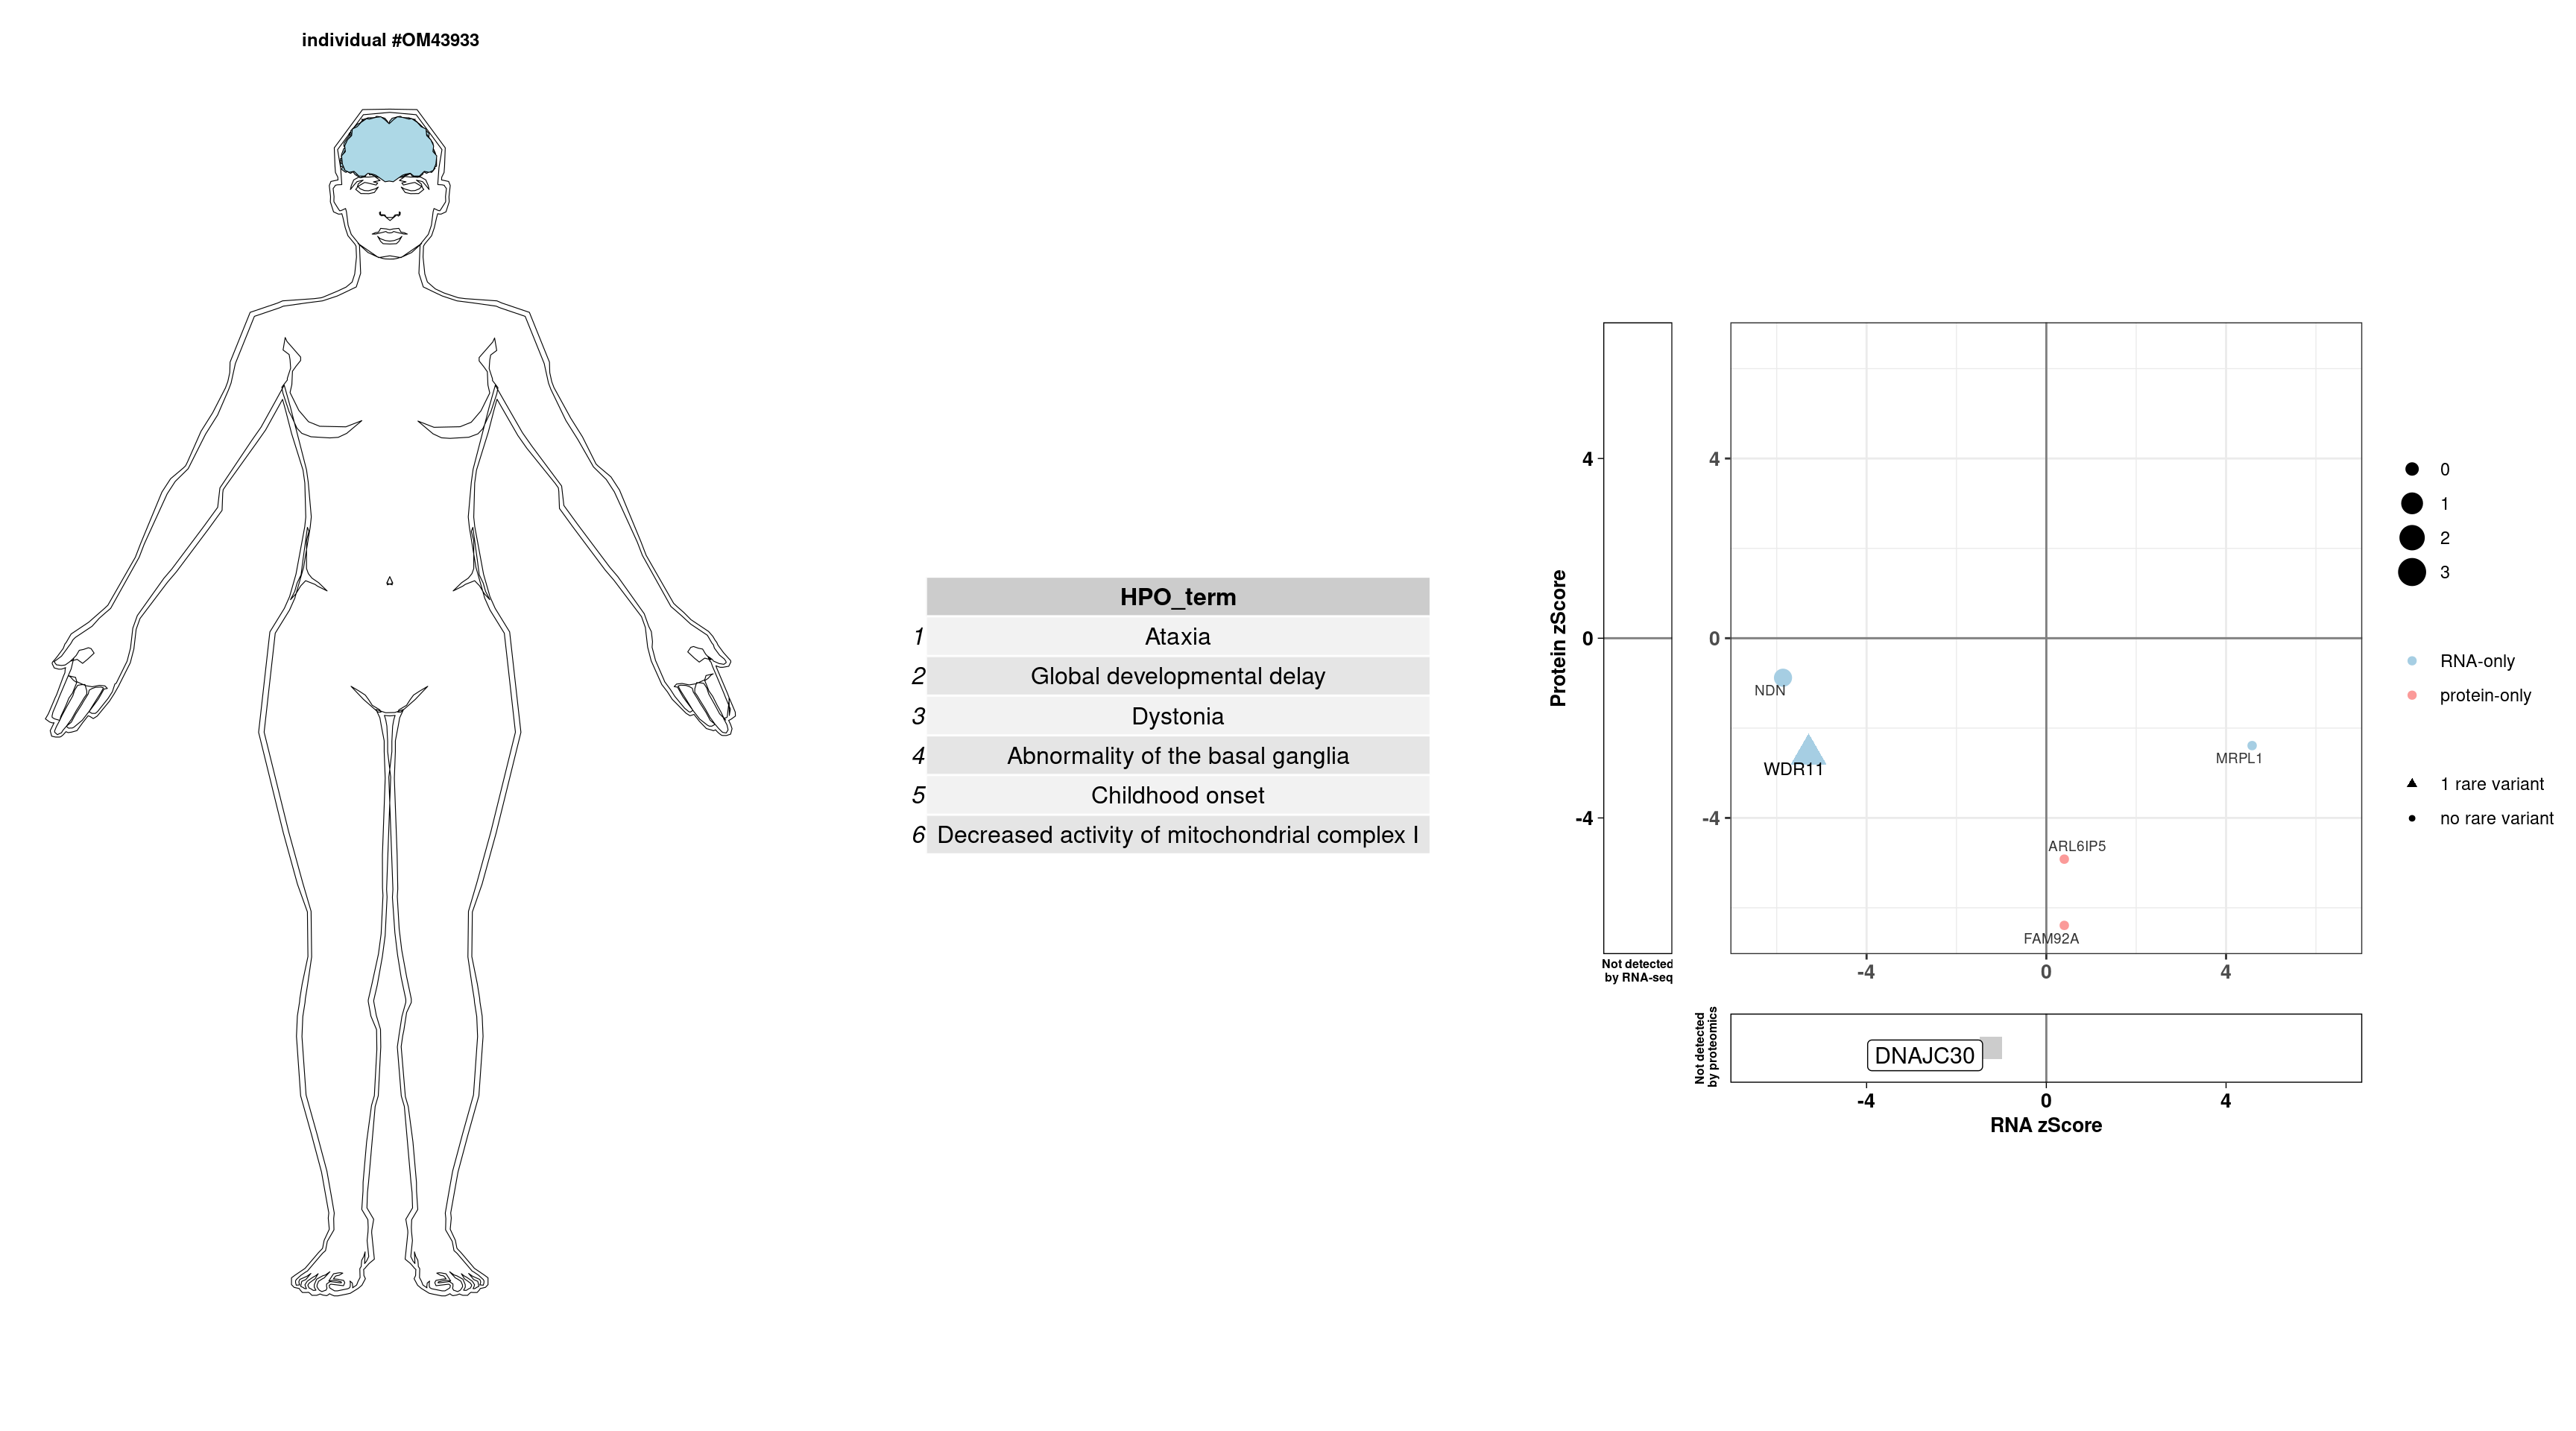 individual #OM43933
HPO_term
1 Ataxia
2 Global developmental delay
3 Dystonia
4 Abnormality of the basal ganglia
5 Childhood onset
6 Decreased activity of mitochondrial complex I
Protein zScore
4
0
-4
Not detected
by RNA-seq
4
0
-4
NDN
WDR11
MRPL1
ARL6IP5
FAM92A
-4 0 4
Not detected
by proteomics
DNAJC30
-4 0 4
RNA zScore
0
1
2
3
RNA-only
protein-only
1 rare variant
no rare variant